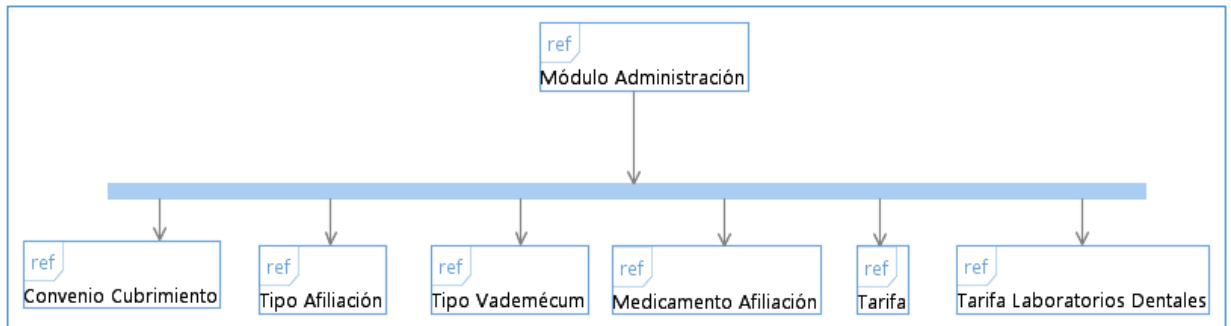 ref
Módulo Administración
ref
Convenio Cubrimiento
ref
Tipo Afiliación
ref
Tipo Vademécum
ref
Medicamento Afiliación
ref
Tarifa
ref
Tarifa Laboratorios Dentales